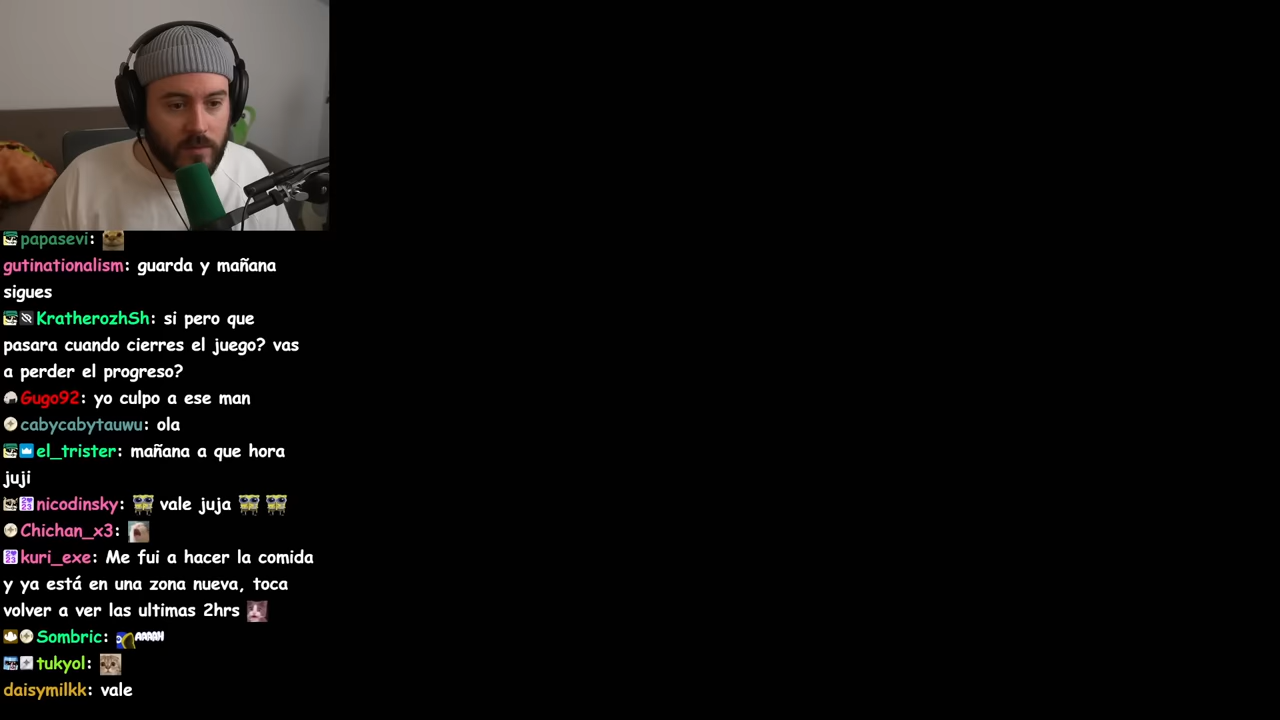 papasevi:
gutinationalism: guarda y mañana
sigues
KratherozhSh: si pero que
pasara cuando cierres el juego? vas
a perder el progreso?
Gugo92: yo culpo a ese man
cabycabytauwu: ola
el_trister: mañana a que hora
juji
nicodinsky: vale juja
Chichan_x3:
kuri_exe: Me fui a hacer la comida
y ya está en una zona nueva, toca
volver a ver las ultimas 2hrs
Sombric:
tukyol:
daisymilkk: vale